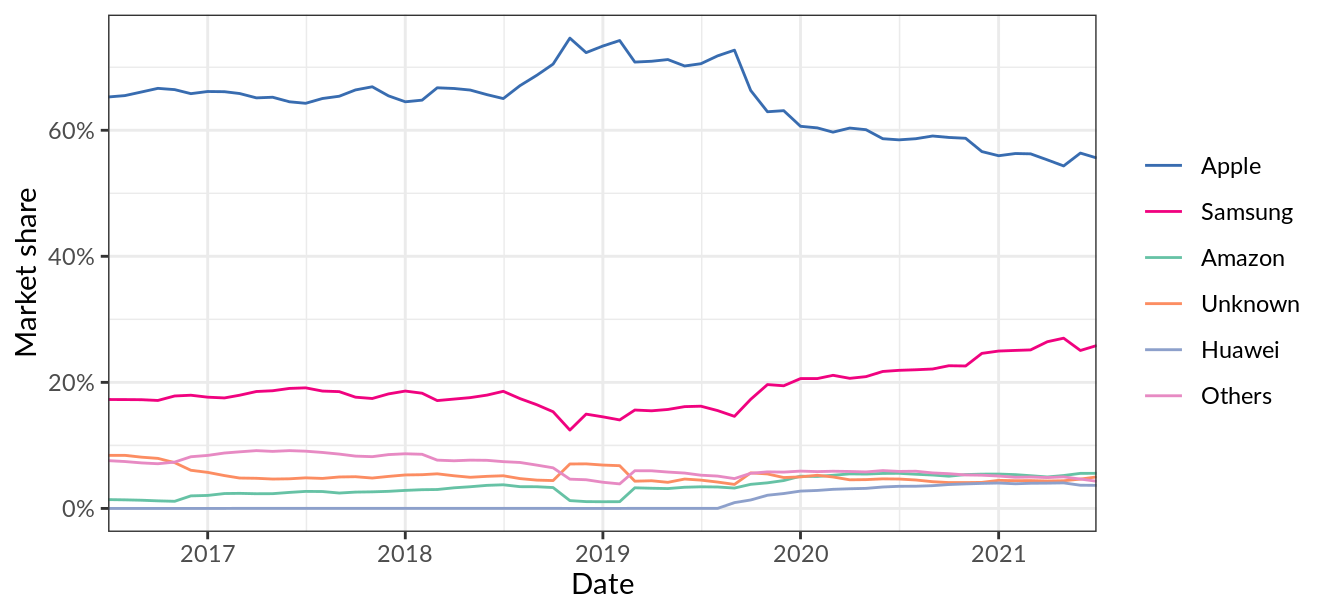 60%
40%
20%
0%
Market share
2017 2018 2019 2020 2021
Date
Apple
Samsung
Amazon
Unknown
Huawei
Others